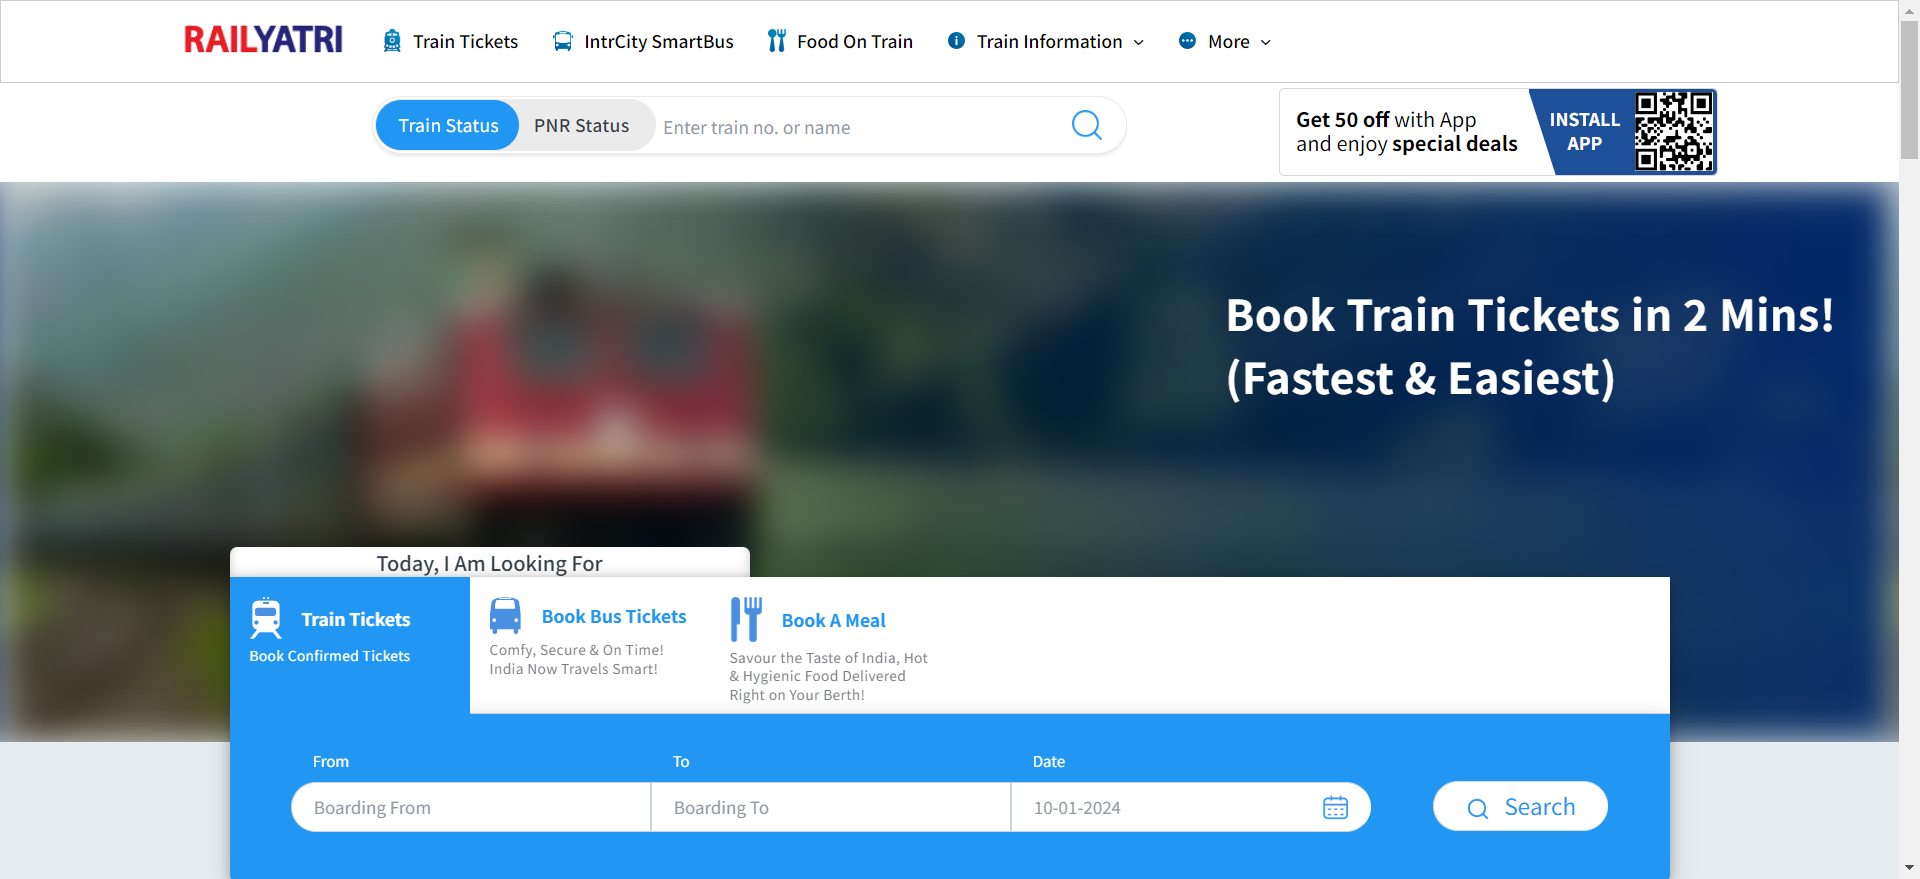 RAILYATRI
Train Tickets
IntrCity SmartBus
Food On Train
Train Information
More
Train Status
PNR Status
Enter train no. or name
Get 50 off with App
and enjoy special deals
INSTALL
APP
Book Train Tickets in 2 Mins!
(Fastest & Easiest)
Today, I Am Looking For
Train Tickets
Book Confirmed Tickets
Book Bus Tickets
Comfy, Secure & On Time!
India Now Travels Smart!
Book A Meal
Savour the Taste of India, Hot
& Hygienic Food Delivered
Right on Your Berth!
From
To
Date
Boarding From
Boarding To
10-01-2024
Search